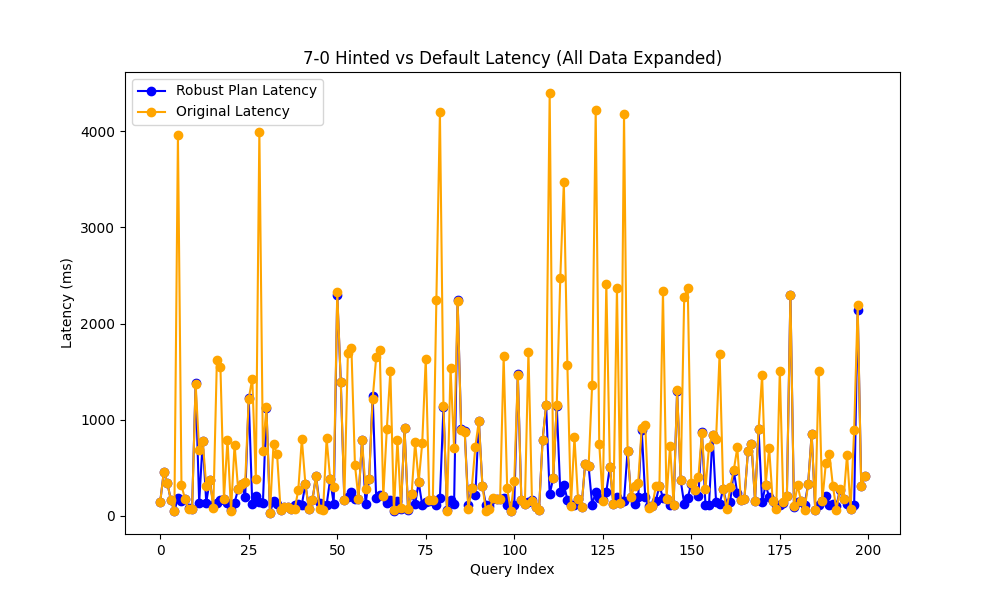 7-0 Hinted vs Default Latency (All Data Expanded)
Robust Plan Latency
Original Latency
Latency (ms)
4000
3000
2000
1000
0
0 25 50 75 100 125 150 175 200
Query Index